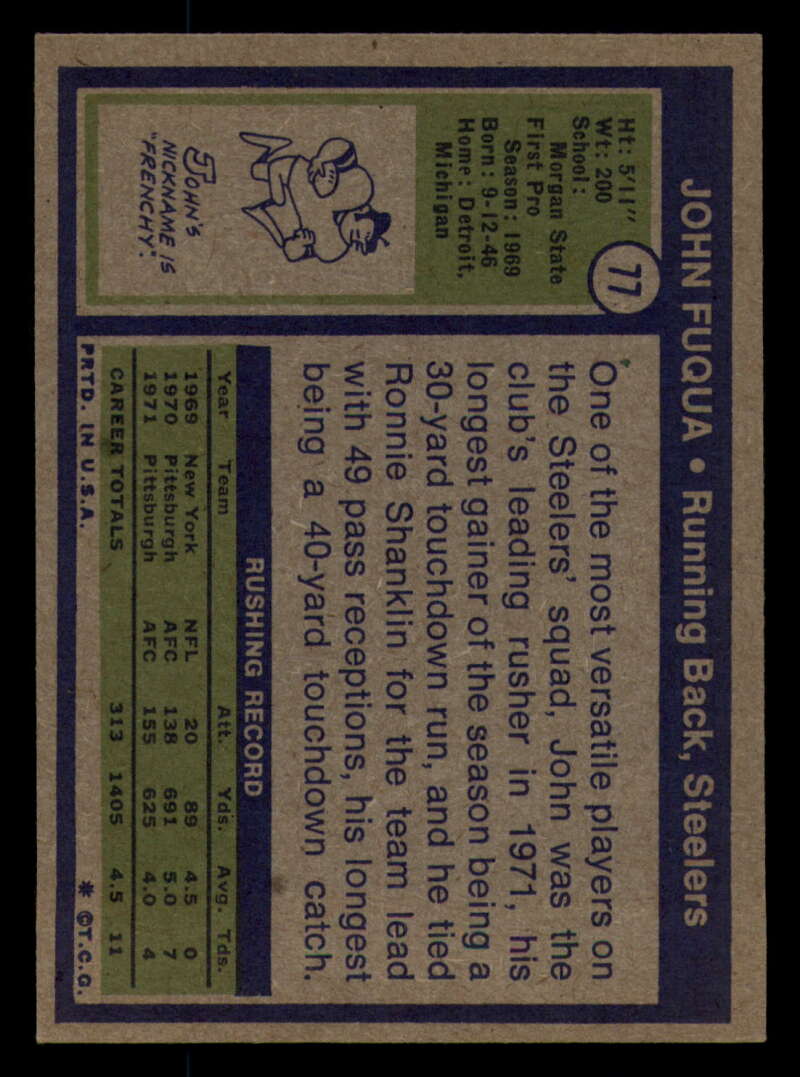 JOHN FUQUA • Running Back, Steelers
77
Ht: 5'11"
Wt: 200
School:
Morgan State
First Pro
Season: 1969
Born: 9-12-46
Home: Detroit,
Michigan
JOHN'S
NICKNAME IS
"FRENCHY".
One of the most versatile players on
the Steelers' squad, John was the
club's leading rusher in 1971, his
longest gainer of the season being a
30-yard touchdown run, and he tied
Ronnie Shanklin for the team lead
with 49 pass receptions, his longest
being a 40-yard touchdown catch.
RUSHING RECORD
Year Team Att. Yds. Avg. Tds.
1969 New York NFL 20 89 4.5 0
1970 Pittsburgh AFC 138 691 5.0 7
1971 Pittsburgh AFC 155 625 4.0 4
CAREER TOTALS 313 1405 4.5 11
PRTD. IN U.S.A. * ©T.C.G.